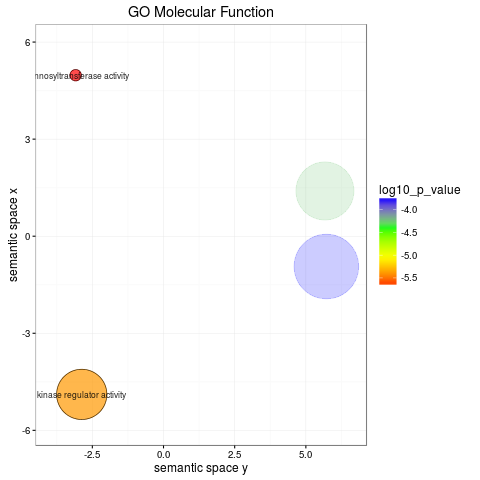 GO Molecular Function
6
3
0
-3
-6
-2.5
0.0
2.5
5.0
semantic space y
semantic space x
nnosyltransferase activity
kinase regulator activity
log10_p_value
-4.0
-4.5
-5.0
-5.5